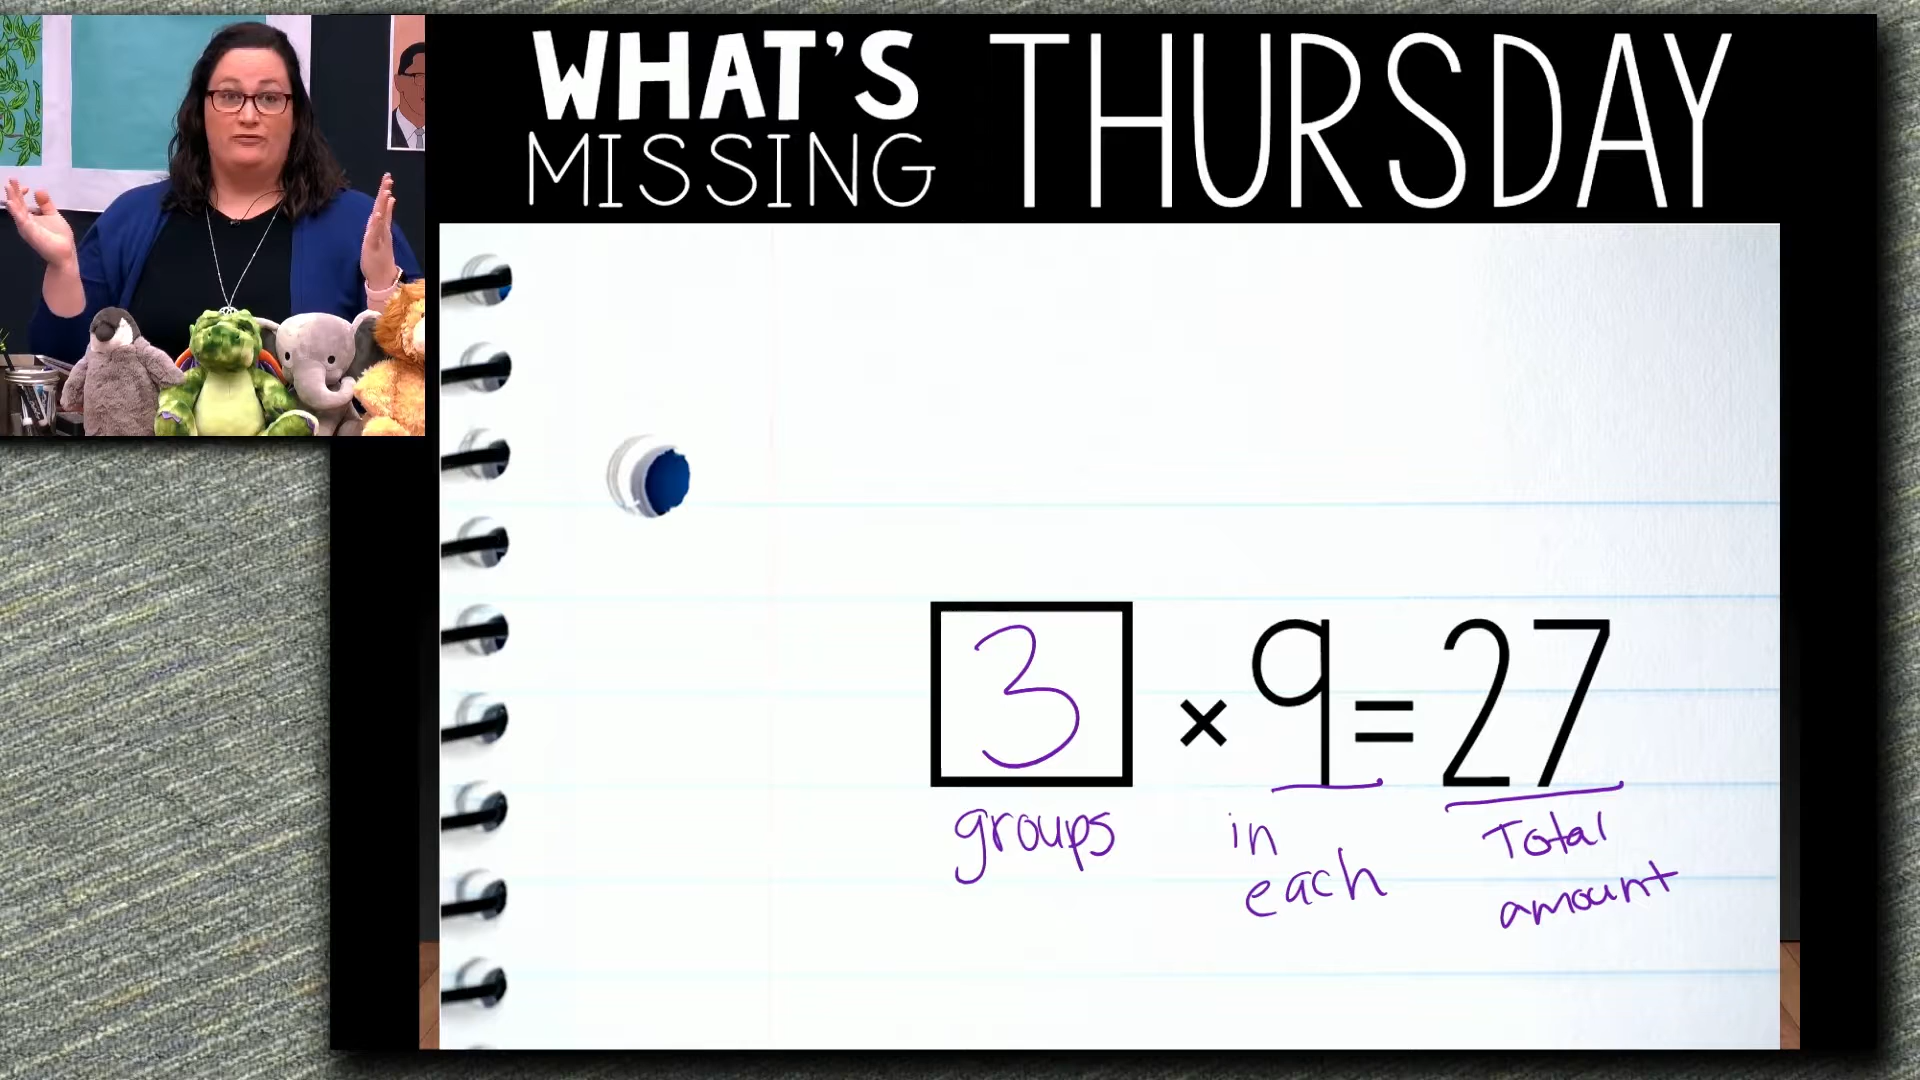 WHAT'S
MISSING
THURSDAY
3 × 9 = 27
groups
in
each
Total
amount